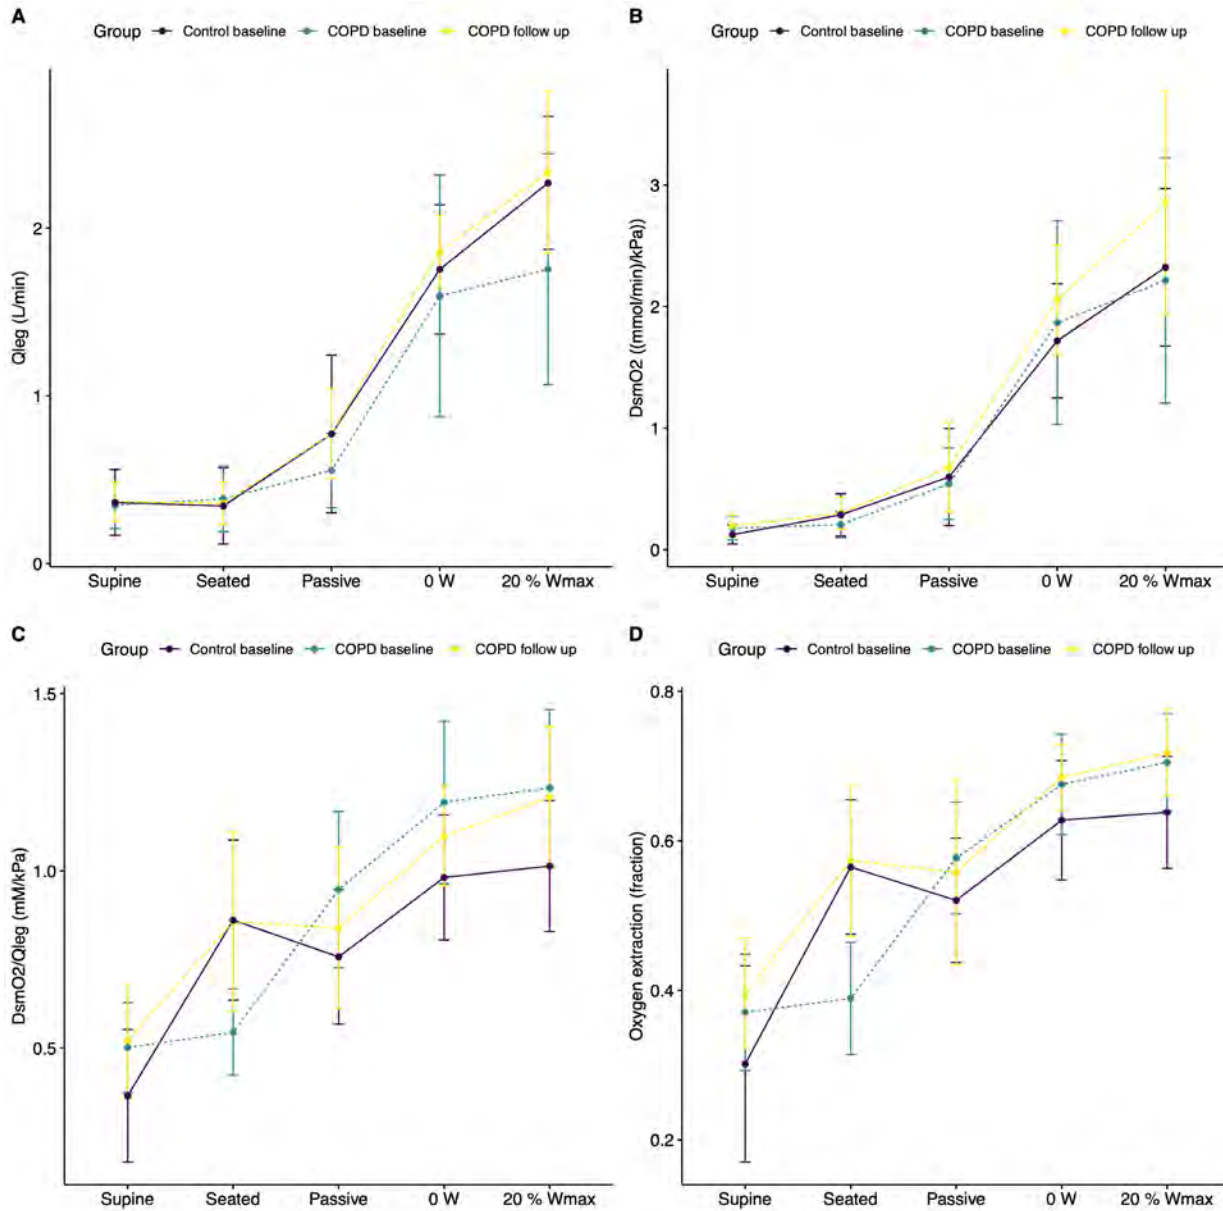 A
Group Control baseline COPD baseline COPD follow up
Qleg (L/min)
2
1
0
Supine Seated Passive 0 W 20 % Wmax
B
Group Control baseline COPD baseline COPD follow up
DsmO2 ((mmol/min)/kPa))
3
2
1
0
Supine Seated Passive 0 W 20 % Wmax
C
Group Control baseline COPD baseline COPD follow up
DsmO2/Qleg (mM/kPa)
1.5
1.0
0.5
Supine Seated Passive 0 W 20 % Wmax
D
Group Control baseline COPD baseline COPD follow up
Oxygen extraction (fraction)
0.8
0.6
0.4
0.2
Supine Seated Passive 0 W 20 % Wmax